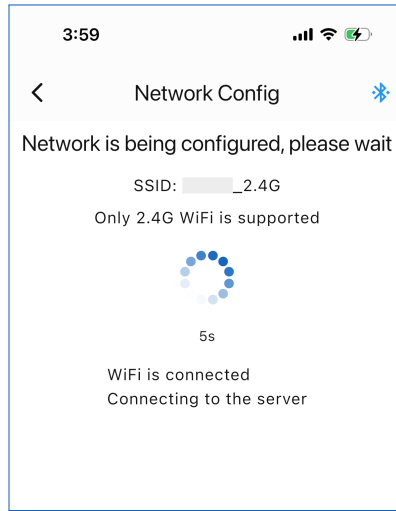 3:59
Network Config
Network is being configured, please wait
SSID: _2.4G
Only 2.4G WiFi is supported
5s
WiFi is connected
Connecting to the server